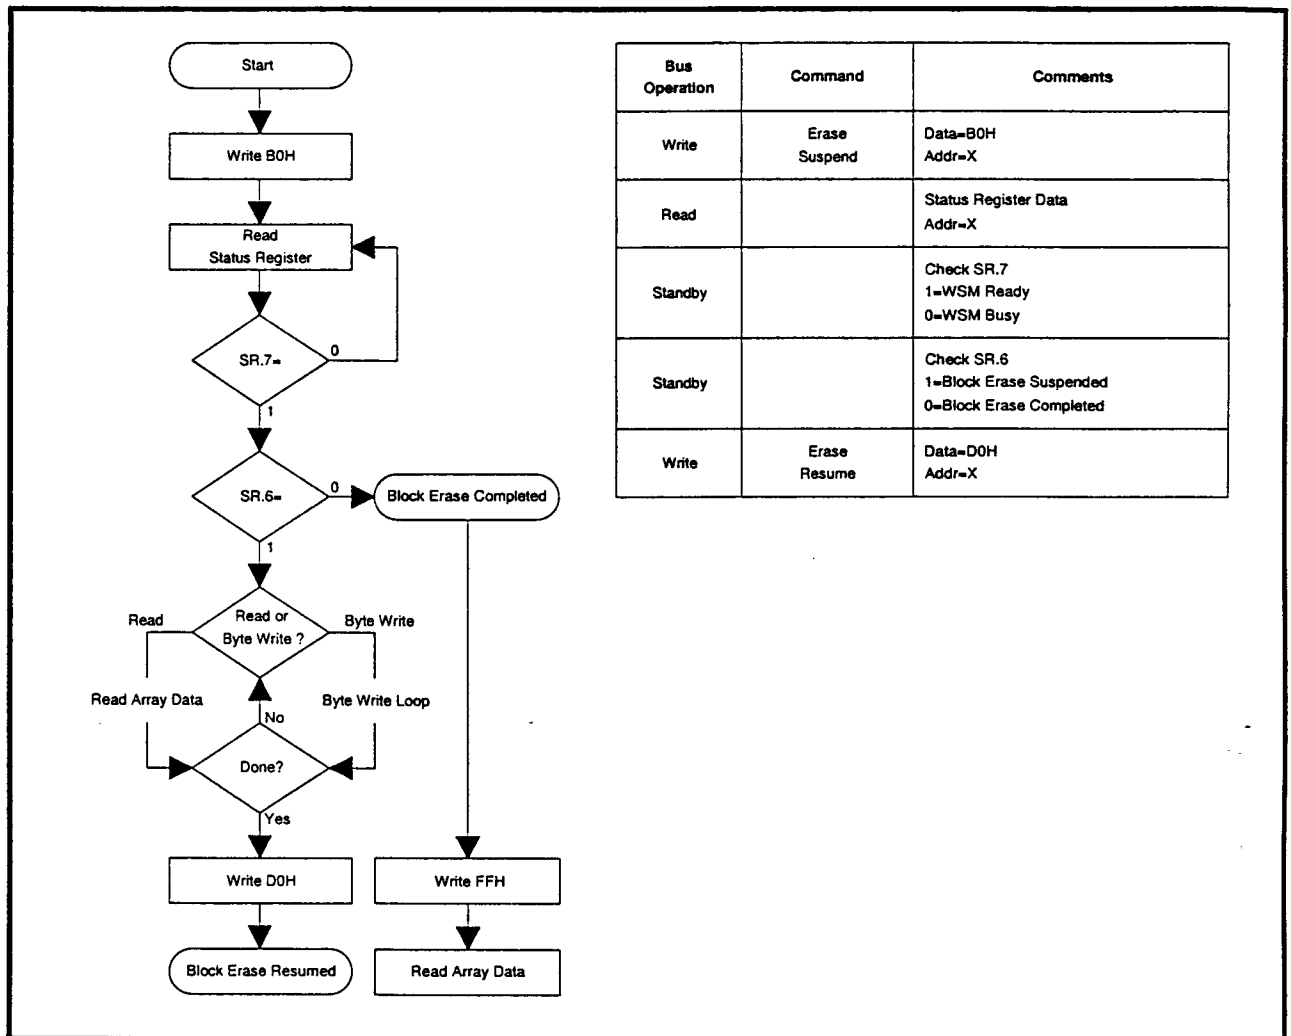 Start
Write B0H
Read
Status Register
SR.7=
0
1
SR.6=
0
Block Erase Completed
1
Read or
Byte Write ?
Read
Byte Write
Read Array Data
Byte Write Loop
No
Done?
Yes
Write D0H
Write FFH
Block Erase Resumed
Read Array Data
Bus
Operation
Command
Comments
Write
Erase
Suspend
Data=B0H
Addr=X
Read
Status Register Data
Addr=X
Standby
Check SR.7
1=WSM Ready
0=WSM Busy
Standby
Check SR.6
1=Block Erase Suspended
0=Block Erase Completed
Write
Erase
Resume
Data=D0H
Addr=X